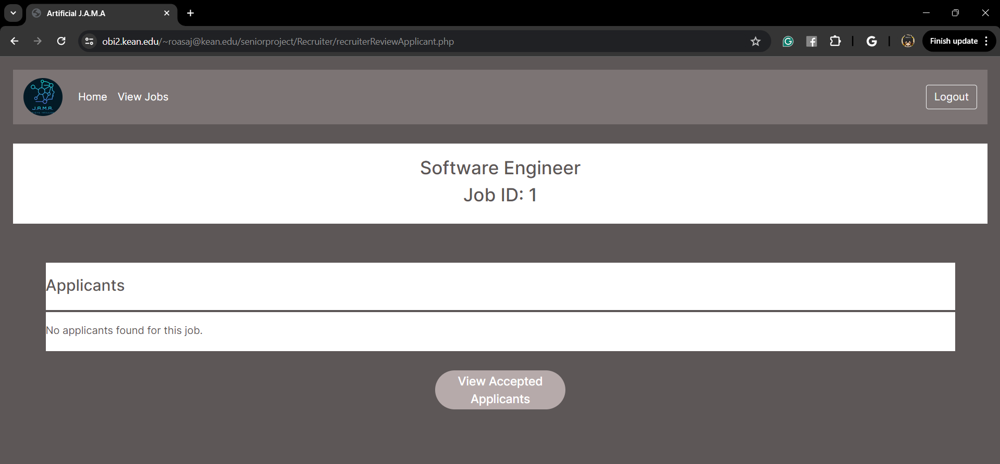 Artificial J.A.M.A
obi2.kean.edu/~roasaj@kean.edu/seniorproject/Recruiter/recruiterReviewApplicant.php
Finish update
J.A.M.A.
Home View Jobs
Logout
Software Engineer
Job ID: 1
Applicants
No applicants found for this job.
View Accepted
Applicants